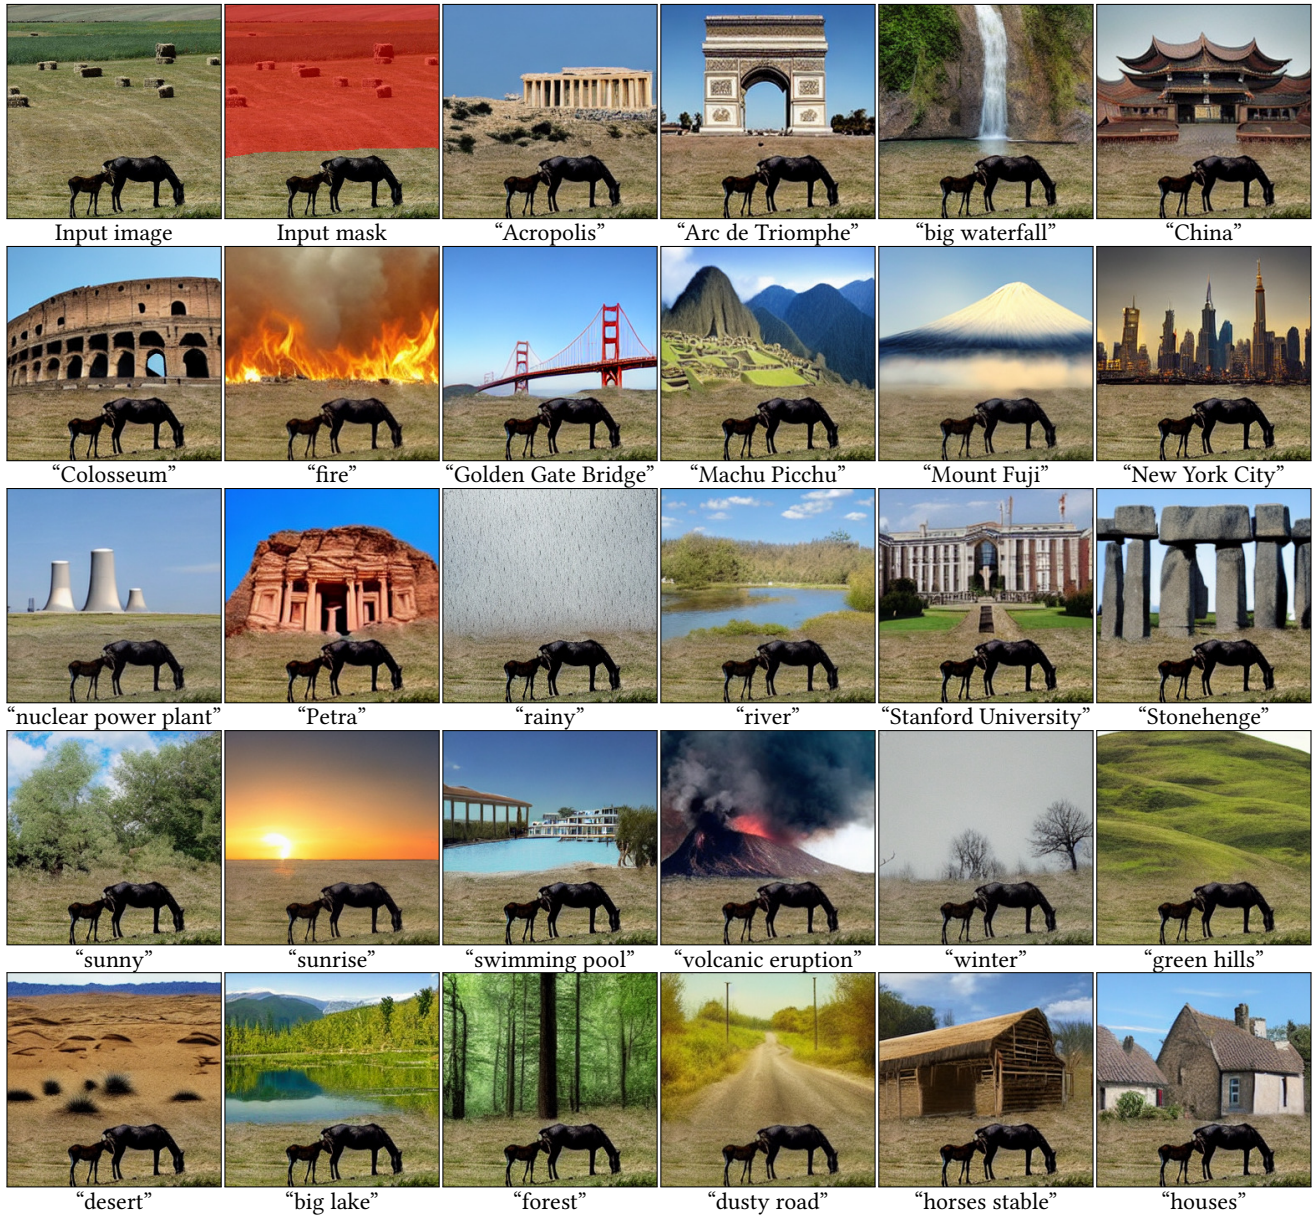 Input image
Input mask
“Acropolis”
“Arc de Triomphe”
“big waterfall”
“China”
“Colosseum”
“fire”
“Golden Gate Bridge”
“Machu Picchu”
“Mount Fuji”
“New York City”
“nuclear power plant”
“Petra”
“rainy”
“river”
“Stanford University”
“Stonehenge”
“sunny”
“sunrise”
“swimming pool”
“volcanic eruption”
“winter”
“green hills”
“desert”
“big lake”
“forest”
“dusty road”
“horses stable”
“houses”